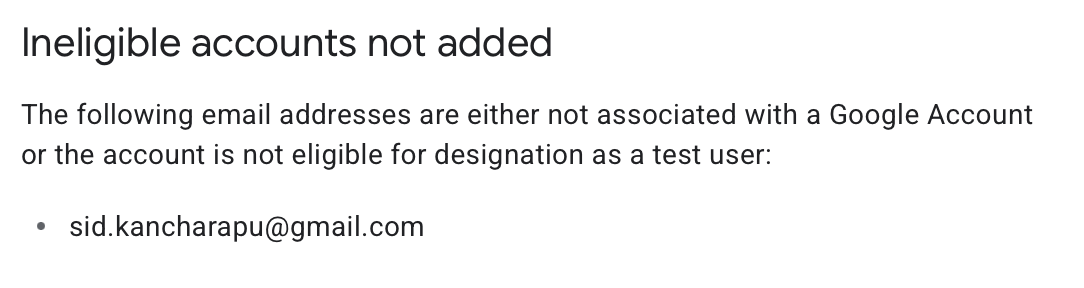 Ineligible accounts not added
The following email addresses are either not associated with a Google Account
or the account is not eligible for designation as a test user:
• sid.kancharapu@gmail.com